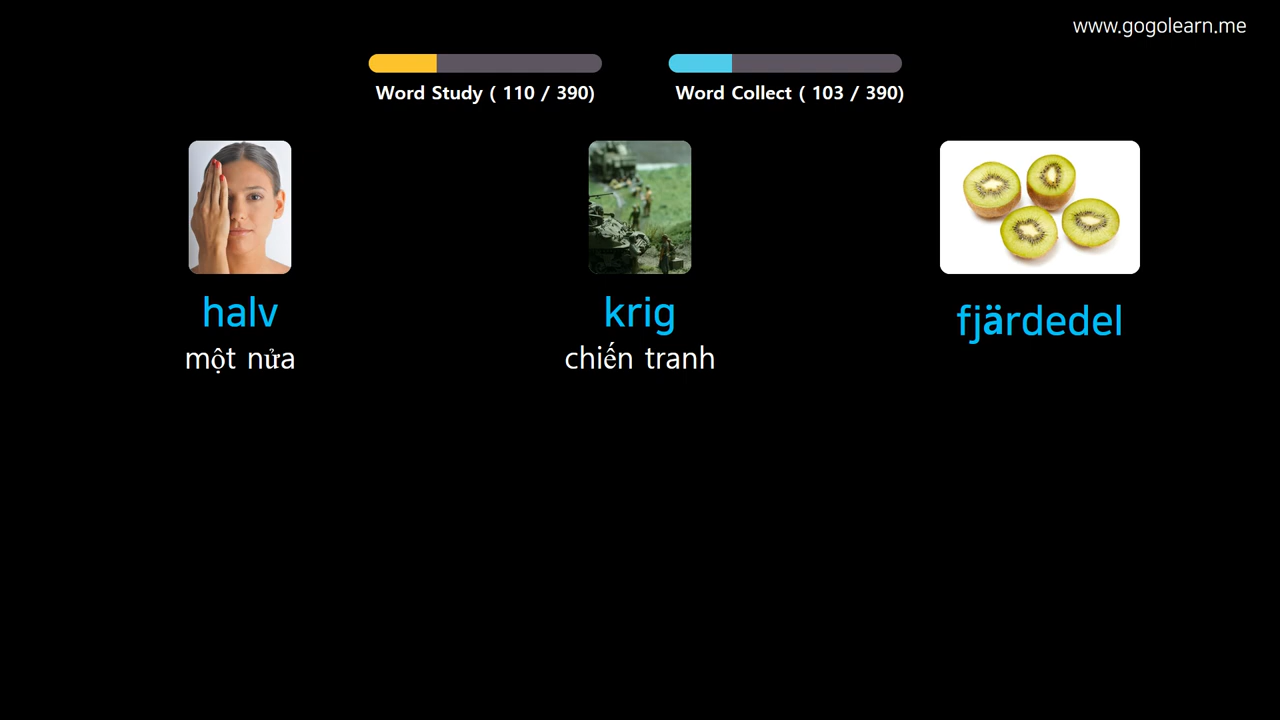 www.gogolearn.me
Word Study ( 110 / 390)
Word Collect ( 103 / 390)
halv
một nửa
krig
chiến tranh
fjärdedel